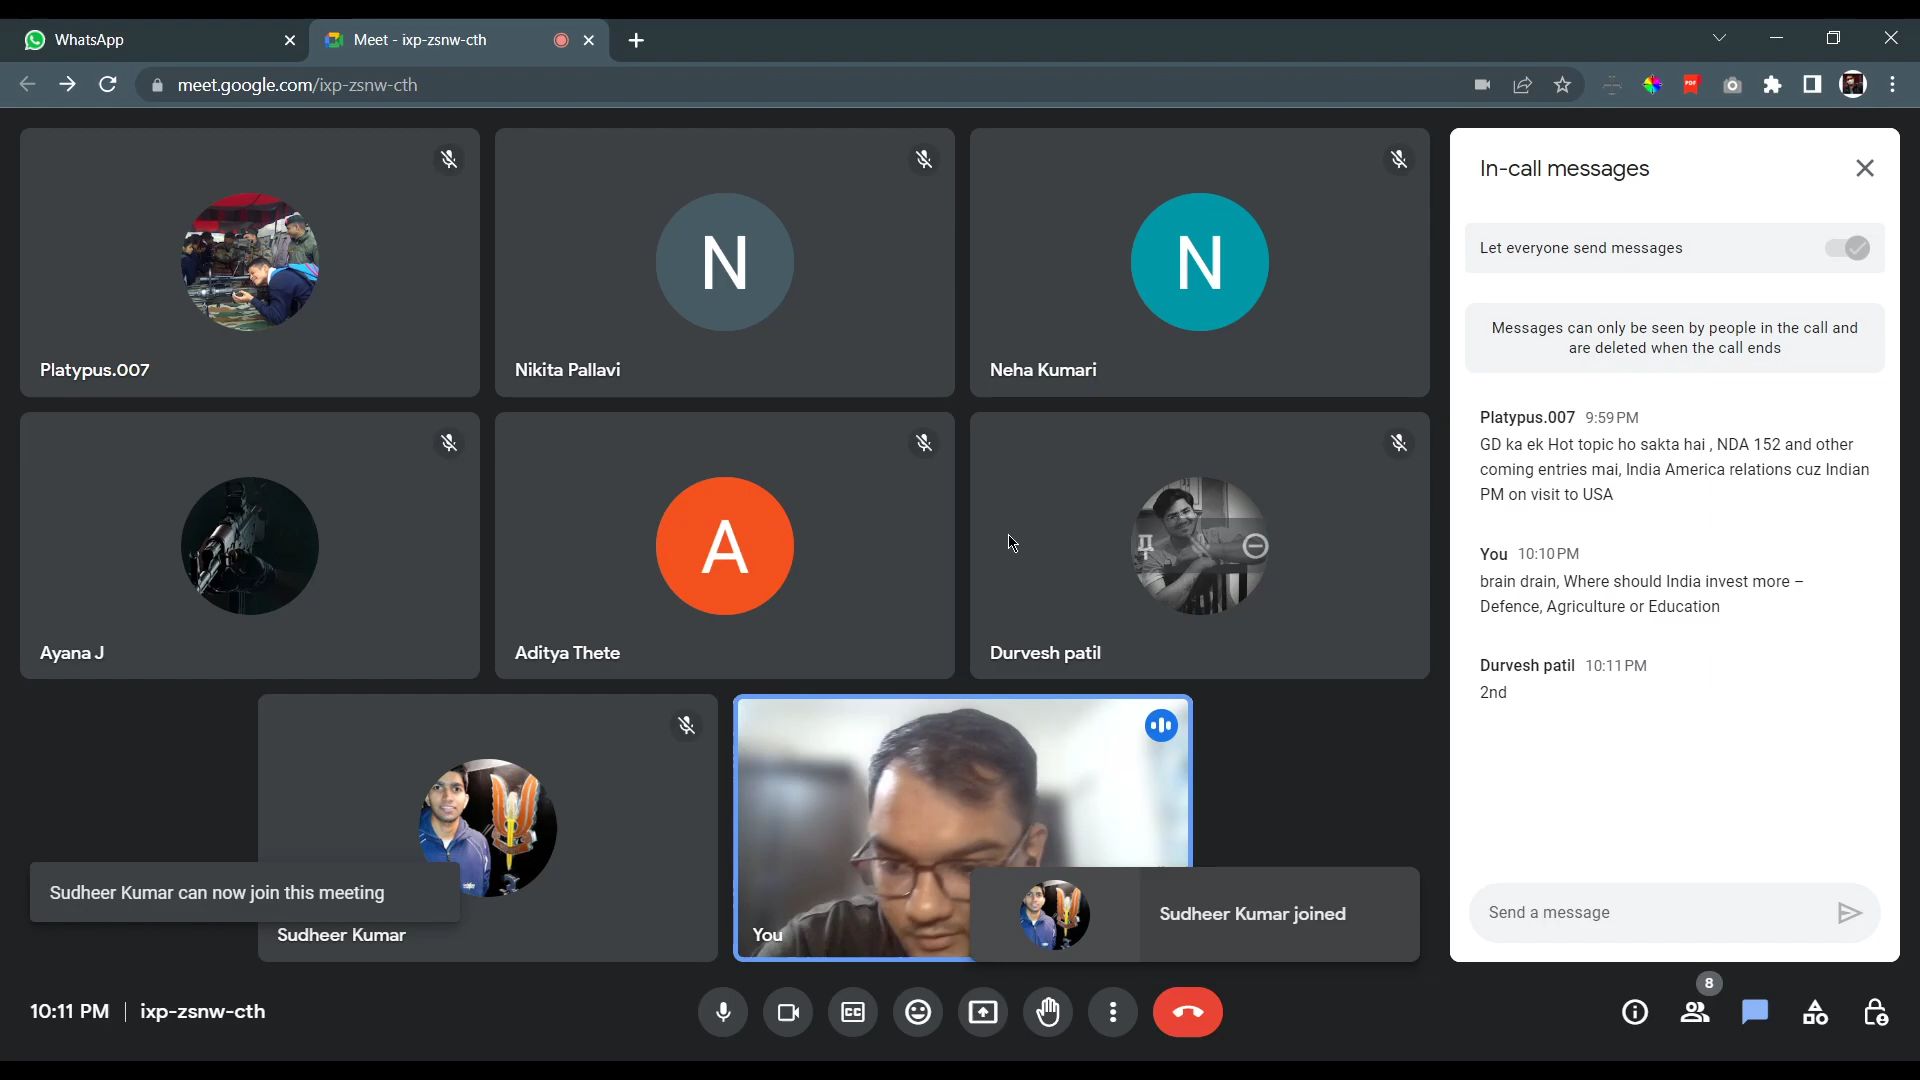 WhatsApp
Meet - ixp-zsnw-cth
meet.google.com/ixp-zsnw-cth
PDF
Platypus.007
N
Nikita Pallavi
N
Neha Kumari
Ayana J
A
Aditya Thete
Durvesh patil
Sudheer Kumar can now join this meeting
Sudheer Kumar
You
Sudheer Kumar joined
In-call messages
Let everyone send messages
Messages can only be seen by people in the call and
are deleted when the call ends
Platypus.007 9:59 PM
GD ka ek Hot topic ho sakta hai , NDA 152 and other
coming entries mai, India America relations cuz Indian
PM on visit to USA
You 10:10 PM
brain drain, Where should India invest more –
Defence, Agriculture or Education
Durvesh patil 10:11 PM
2nd
Send a message
10:11 PM | ixp-zsnw-cth
CC
8